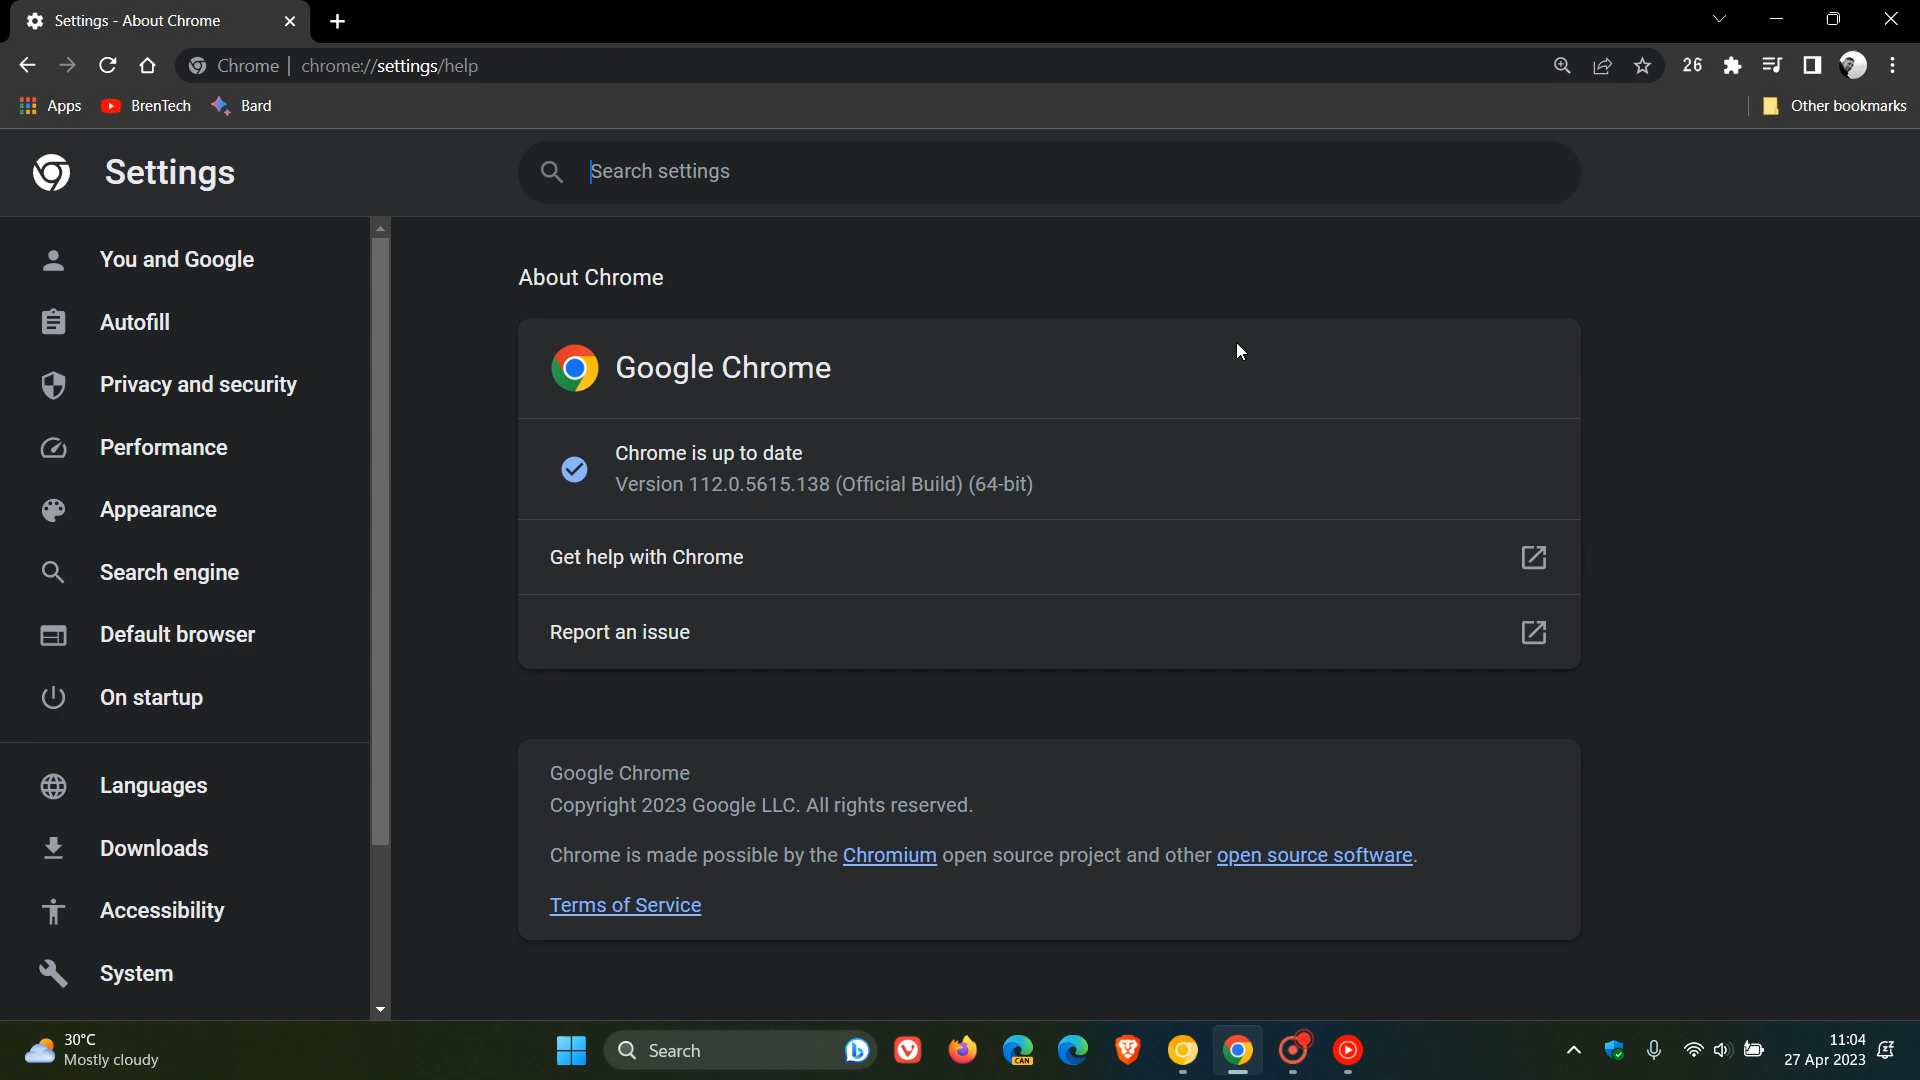 Settings - About Chrome
Chrome | chrome://settings/help
26
Apps
BrenTech
Bard
Other bookmarks
Settings
Search settings
You and Google
Autofill
Privacy and security
Performance
Appearance
Search engine
Default browser
On startup
Languages
Downloads
Accessibility
System
About Chrome
Google Chrome
Chrome is up to date
Version 112.0.5615.138 (Official Build) (64-bit)
Get help with Chrome
Report an issue
Google Chrome
Copyright 2023 Google LLC. All rights reserved.
Chrome is made possible by the Chromium open source project and other open source software.
Terms of Service
30°C
Mostly cloudy
Search
CAN
11:04
27 Apr 2023